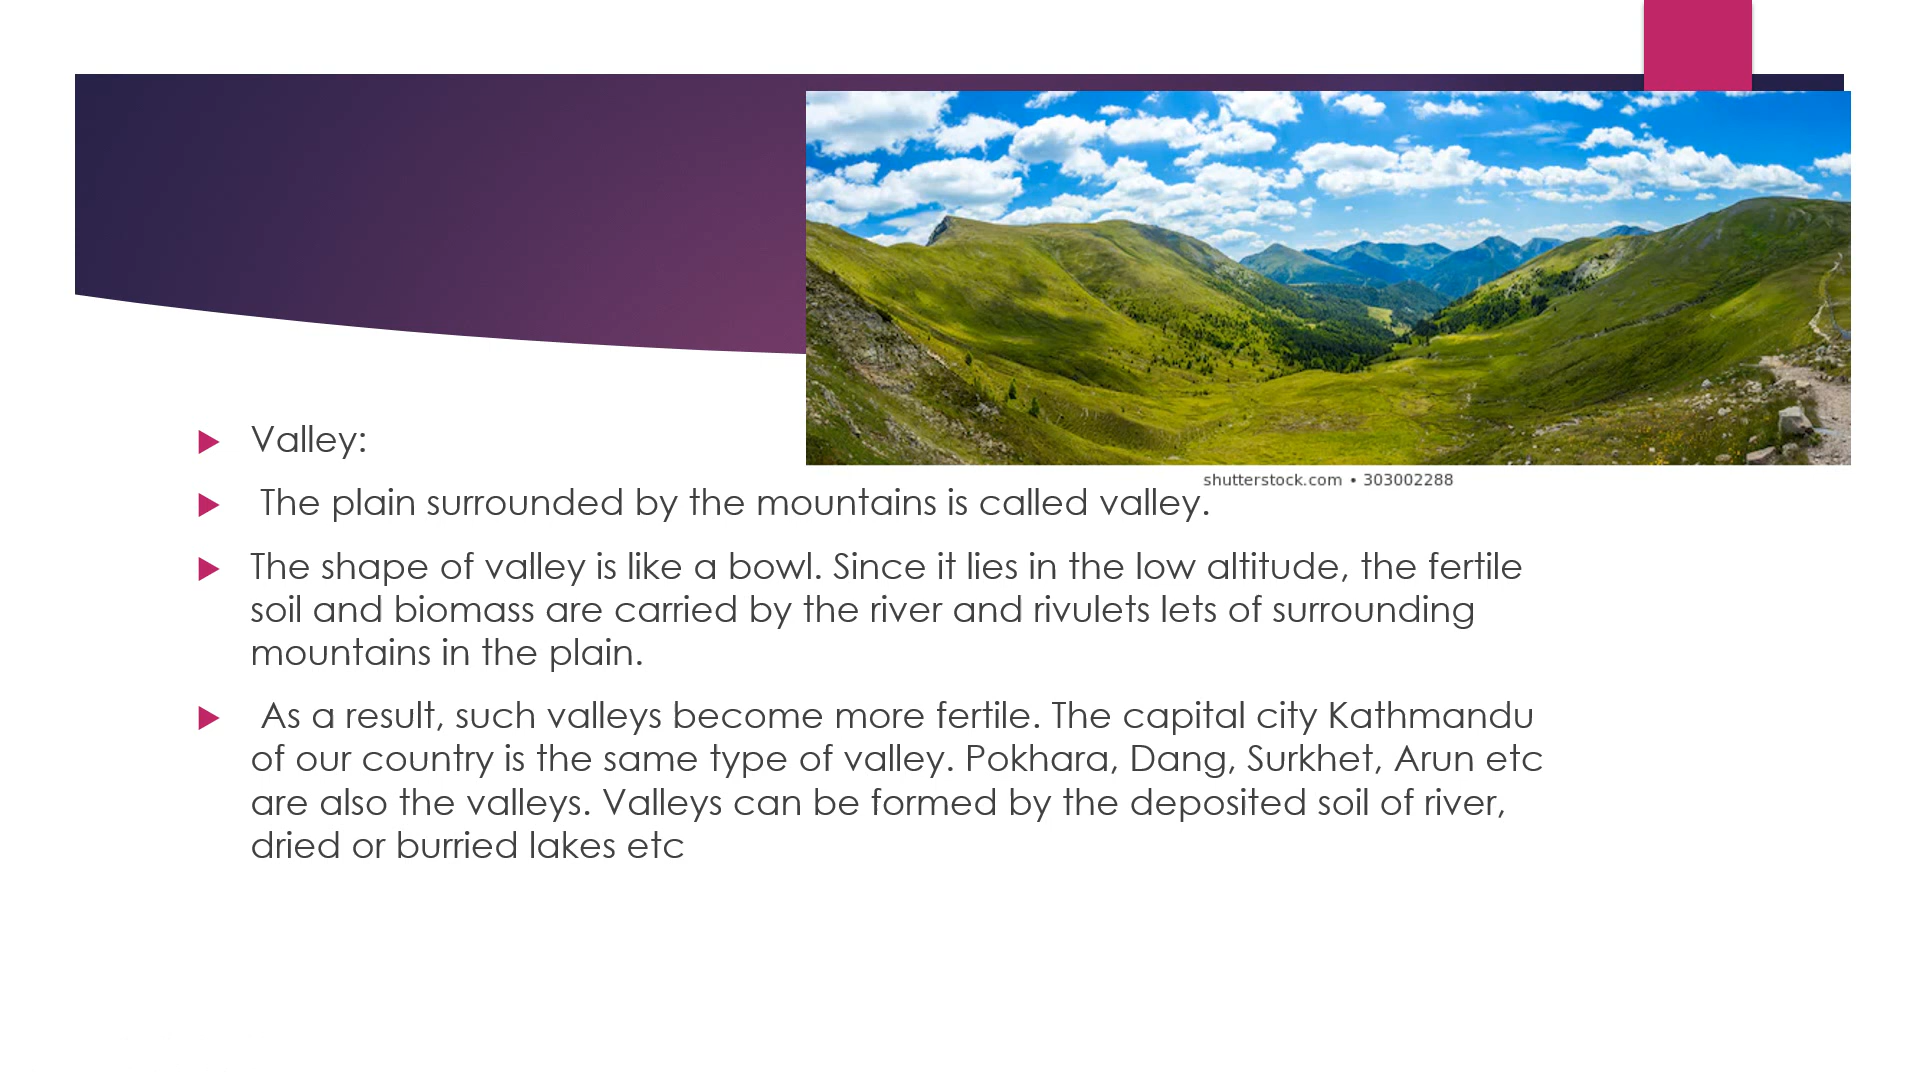 shutterstock.com • 303002288
Valley:
The plain surrounded by the mountains is called valley.
The shape of valley is like a bowl. Since it lies in the low altitude, the fertile
soil and biomass are carried by the river and rivulets lets of surrounding
mountains in the plain.
As a result, such valleys become more fertile. The capital city Kathmandu
of our country is the same type of valley. Pokhara, Dang, Surkhet, Arun etc
are also the valleys. Valleys can be formed by the deposited soil of river,
dried or burried lakes etc